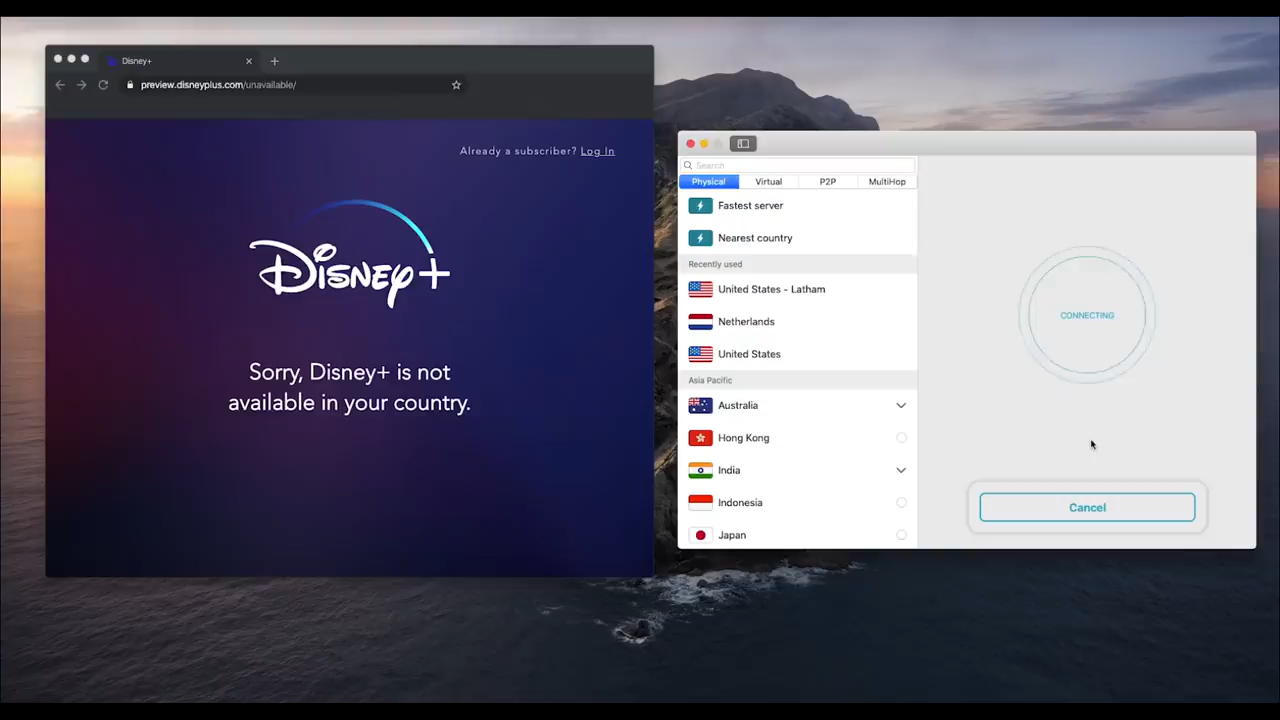 Disney+
preview.disneyplus.com/unavailable/
Already a subscriber? Log In
Disney+
Sorry, Disney+ is not
available in your country.
Search
Physical Virtual P2P MultiHop
Fastest server
Nearest country
Recently used
United States - Latham
Netherlands
United States
Asia Pacific
Australia
Hong Kong
India
Indonesia
Japan
CONNECTING
Cancel